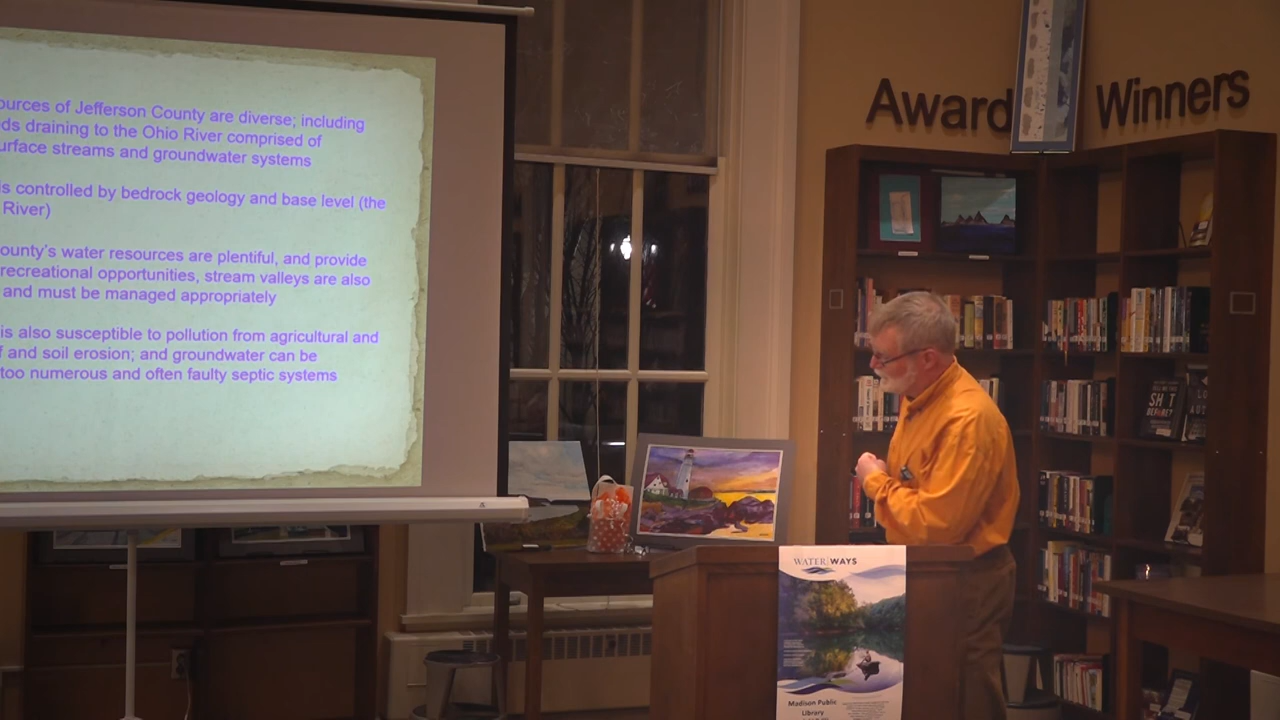 ources of Jefferson County are diverse; including
ds draining to the Ohio River comprised of
urface streams and groundwater systems
is controlled by bedrock geology and base level (the
River)
ounty's water resources are plentiful, and provide
recreational opportunities, stream valleys are also
and must be managed appropriately
is also susceptible to pollution from agricultural and
f and soil erosion; and groundwater can be
too numerous and often faulty septic systems
Award Winners
SH T
BEFORE
WATER/WAYS
Madison Public
Library